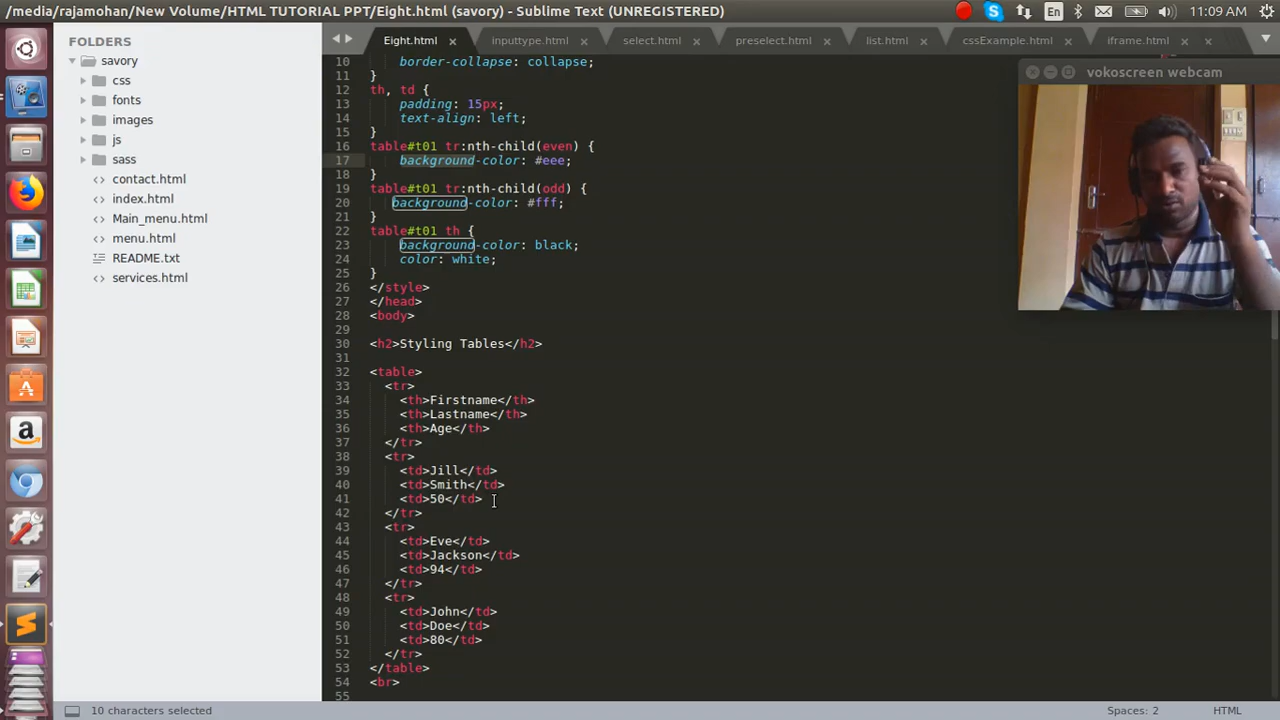 /media/rajamohan/New Volume/HTML TUTORIAL PPT/Eight.html (savory) - Sublime Text (UNREGISTERED)
En
11:09 AM
FOLDERS
savory
css
fonts
images
js
sass
contact.html
index.html
Main_menu.html
menu.html
README.txt
services.html
Eight.html
inputtype.html
select.html
preselect.html
list.html
cssExample.html
iframe.html
vokoscreen webcam
10 border-collapse: collapse;
11 }
12 th, td {
13 padding: 15px;
14 text-align: left;
15 }
16 table#t01 tr:nth-child(even) {
17 background-color: #eee;
18 }
19 table#t01 tr:nth-child(odd) {
20 background-color: #fff;
21 }
22 table#t01 th {
23 background-color: black;
24 color: white;
25 }
26 </style>
27 </head>
28 <body>
29
30 <h2>Styling Tables</h2>
31
32 <table>
33 <tr>
34 <th>Firstname</th>
35 <th>Lastname</th>
36 <th>Age</th>
37 </tr>
38 <tr>
39 <td>Jill</td>
40 <td>Smith</td>
41 <td>50</td>
42 </tr>
43 <tr>
44 <td>Eve</td>
45 <td>Jackson</td>
46 <td>94</td>
47 </tr>
48 <tr>
49 <td>John</td>
50 <td>Doe</td>
51 <td>80</td>
52 </tr>
53 </table>
54 <br>
55
10 characters selected
Spaces: 2
HTML